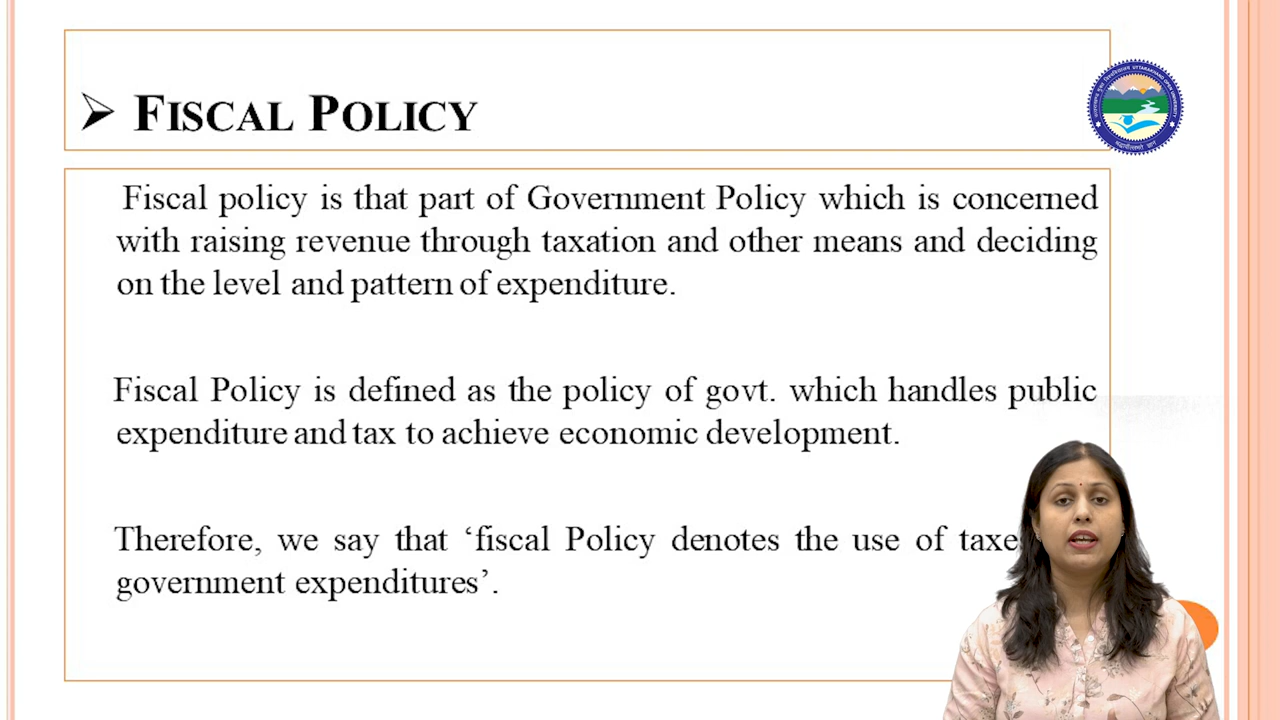 ➢ FISCAL POLICY
Fiscal policy is that part of Government Policy which is concerned
with raising revenue through taxation and other means and deciding
on the level and pattern of expenditure.
Fiscal Policy is defined as the policy of govt. which handles public
expenditure and tax to achieve economic development.
Therefore, we say that ‘fiscal Policy denotes the use of
government expenditures’.